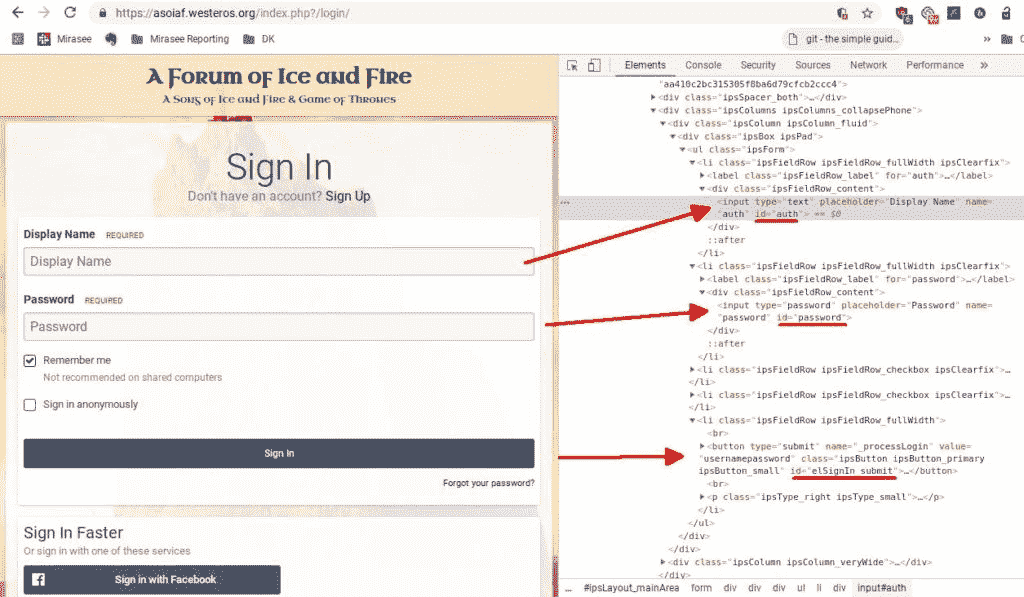 https://asoiaf.westeros.org/index.php?/login/
Mirasee Mirasee Reporting DK git - the simple guid... »
A Forum of Ice and Fire
A Song of Ice and Fire & Game of Thrones
Sign In
Don't have an account? Sign Up
Display Name REQUIRED
Display Name
Password REQUIRED
Password
Remember me
Not recommended on shared computers
Sign in anonymously
Sign In
Forgot your password?
Sign In Faster
Or sign in with one of these services
Sign in with Facebook
Elements Console Security Sources Network Performance »
"aa410c2bc315305f8ba6d79cfcb2ccc4">
<div class="ipsSpacer_both">…</div>
<div class="ipsColumns ipsColumns_collapsePhone">
<div class="ipsColumn ipsColumn_fluid">
<div class="ipsBox ipsPad">
<ul class="ipsForm">
<li class="ipsFieldRow ipsFieldRow_fullWidth ipsClearfix">
<label class="ipsFieldRow_label" for="auth">…</label>
<div class="ipsFieldRow_content">
<input type="text" placeholder="Display Name" name=
"auth" id="auth"> == $0
</div>
::after
</li>
<li class="ipsFieldRow ipsFieldRow_fullWidth ipsClearfix">
<label class="ipsFieldRow_label" for="password">…</label>
<div class="ipsFieldRow_content">
<input type="password" placeholder="Password" name=
"password" id="password">
</div>
::after
</li>
<li class="ipsFieldRow ipsFieldRow_checkbox ipsClearfix">…
</li>
<li class="ipsFieldRow ipsFieldRow_checkbox ipsClearfix">…
</li>
<li class="ipsFieldRow ipsFieldRow_fullWidth">
<br>
<button type="submit" name="_processLogin" value=
"usernamepassword" class="ipsButton ipsButton_primary
ipsButton_small" id="elSignIn_submit">…</button>
<br>
<p class="ipsType_right ipsType_small">…</p>
</li>
</ul>
</div>
</div>
<div class="ipsColumn ipsColumn_veryWide">…</div>
</div>
... #ipsLayout_mainArea form div div div ul li div input#auth